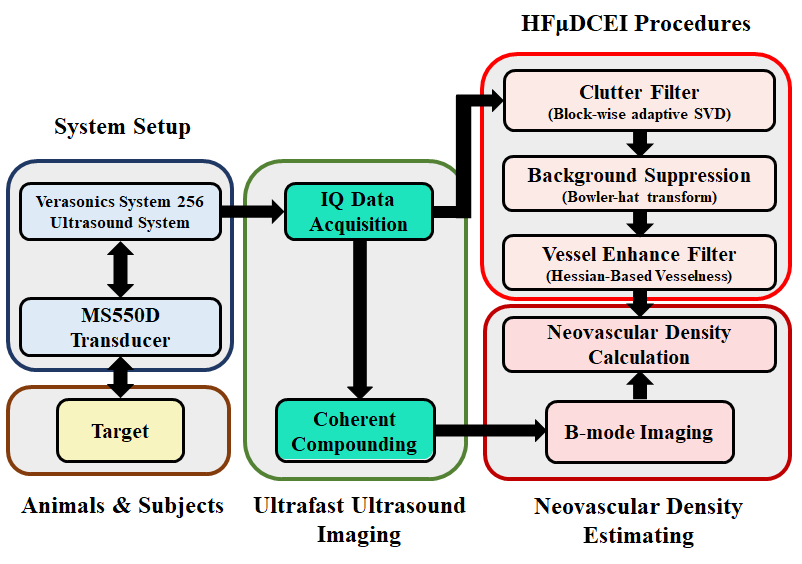 HFμDCEI Procedures
System Setup
Clutter Filter
(Block-wise adaptive SVD)
Background Suppression
(Bowler-hat transform)
Vessel Enhance Filter
(Hessian-Based Vesselness)
Verasonics System 256
Ultrasound System
MS550D
Transducer
Target
Animals & Subjects
IQ Data
Acquisition
Coherent
Compounding
Ultrafast Ultrasound
Imaging
Neovascular Density
Calculation
B-mode Imaging
Neovascular Density
Estimating